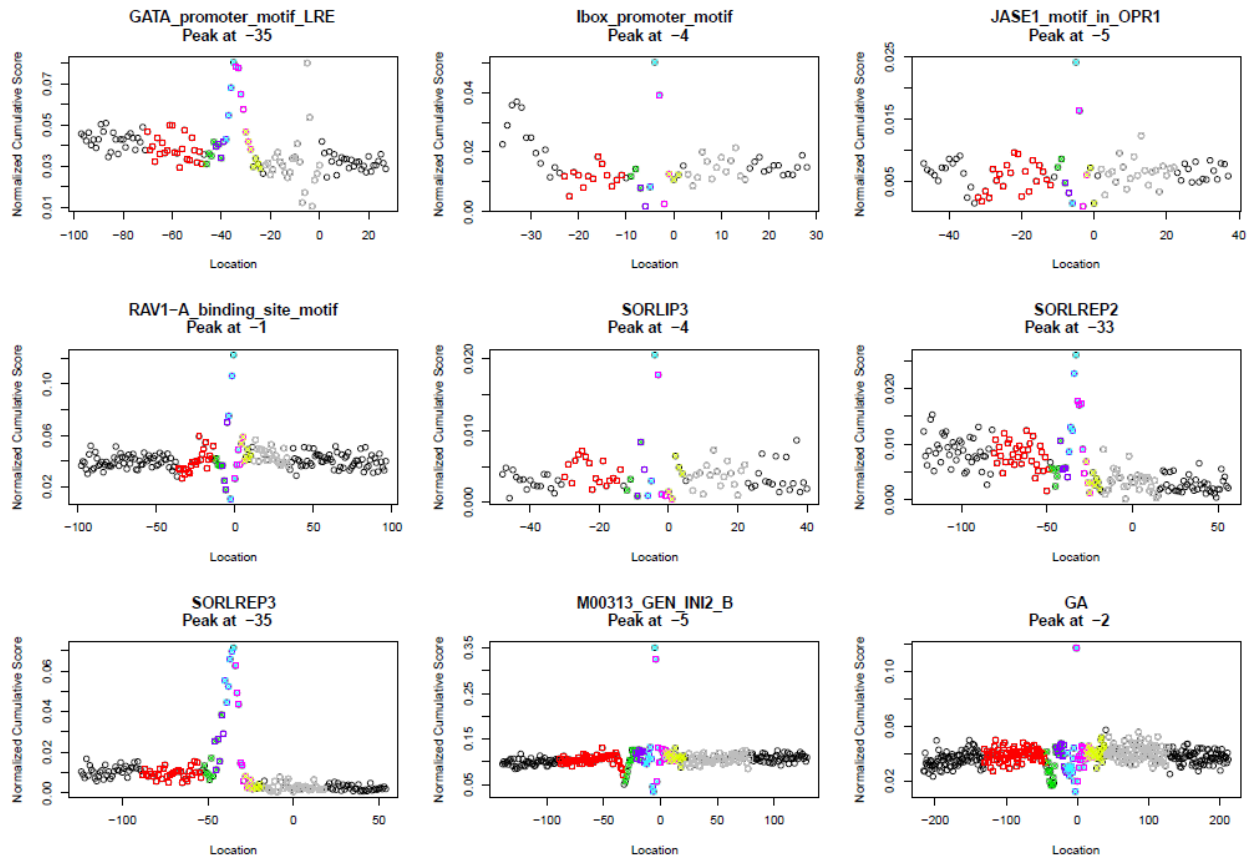 GATA_promoter_motif_LRE
Peak at −35
Normalized Cumulative Score
0.01 0.03 0.05 0.07
−100 −80 −60 −40 −20 0 20
Location
Ibox_promoter_motif
Peak at −4
Normalized Cumulative Score
0.00 0.02 0.04
−30 −20 −10 0 10 20 30
Location
JASE1_motif_in_OPR1
Peak at −5
Normalized Cumulative Score
0.005 0.015 0.025
−40 −20 0 20 40
Location
RAV1−A_binding_site_motif
Peak at −1
Normalized Cumulative Score
0.02 0.06 0.10
−100 −50 0 50 100
Location
SORLIP3
Peak at −4
Normalized Cumulative Score
0.000 0.005 0.010 0.015 0.020
−40 −20 0 20 40
Location
SORLREP2
Peak at −33
Normalized Cumulative Score
0.000 0.010 0.020
−100 −50 0 50
Location
SORLREP3
Peak at −35
Normalized Cumulative Score
0.00 0.02 0.04 0.06
−100 −50 0 50
Location
M00313_GEN_INI2_B
Peak at −5
Normalized Cumulative Score
0.05 0.15 0.25 0.35
−100 −50 0 50 100
Location
GA
Peak at −2
Normalized Cumulative Score
0.02 0.06 0.10
−200 −100 0 100 200
Location